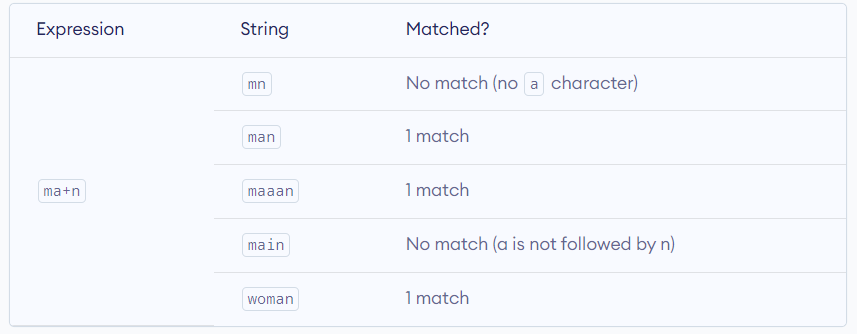 Expression String Matched?
mn No match (no a character)
man 1 match
ma+n maaan 1 match
main No match (a is not followed by n)
woman 1 match